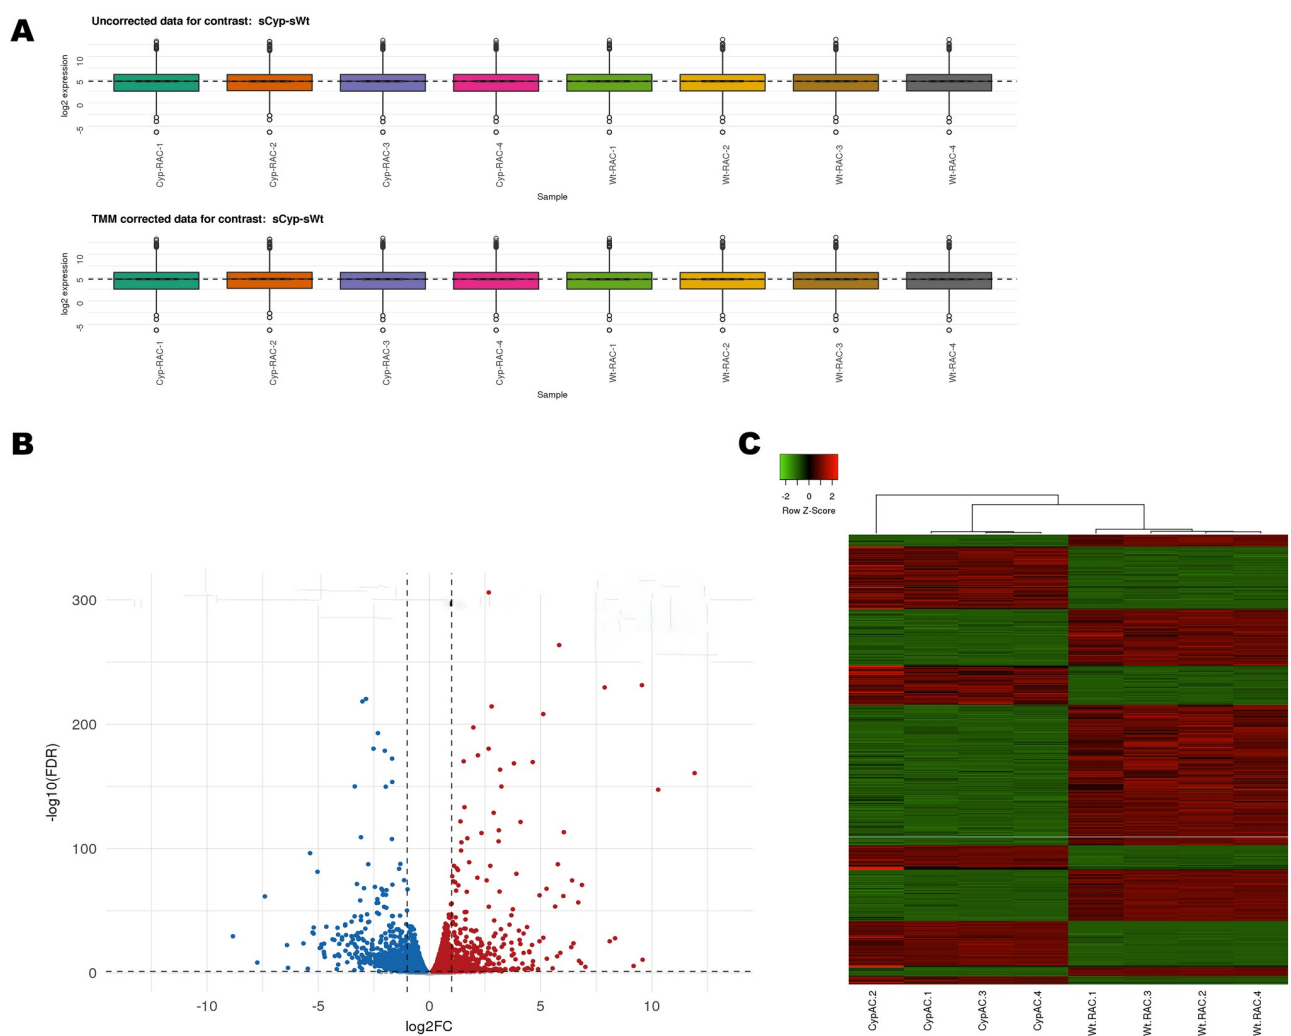 A
Uncorrected data for contrast: sCyp-sWt
log2 expression
10
5
0
-5
Cyp-RAC-1
Cyp-RAC-2
Cyp-RAC-3
Cyp-RAC-4
Wt-RAC-1
Wt-RAC-2
Wt-RAC-3
Wt-RAC-4
Sample
TMM corrected data for contrast: sCyp-sWt
log2 expression
10
5
0
-5
Cyp-RAC-1
Cyp-RAC-2
Cyp-RAC-3
Cyp-RAC-4
Wt-RAC-1
Wt-RAC-2
Wt-RAC-3
Wt-RAC-4
Sample
B
-log10(FDR)
300
200
100
0
-10 -5 0 5 10
log2FC
C
-2 0 2
Row Z-Score
CypAC.2
CypAC.1
CypAC.3
CypAC.4
Wt.RAC.1
Wt.RAC.3
Wt.RAC.2
Wt.RAC.4